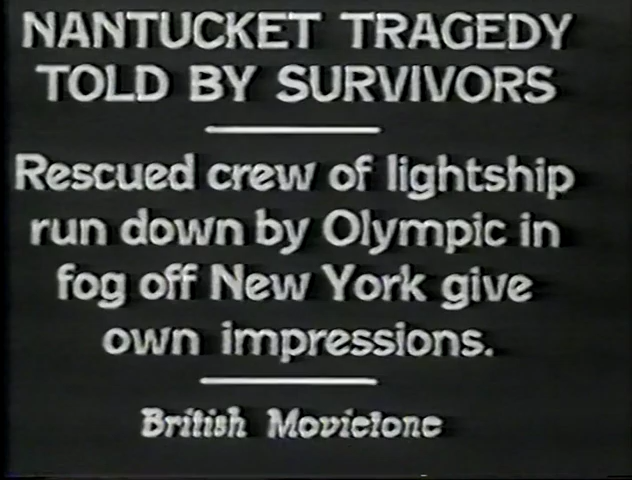 NANTUCKET TRAGEDY
TOLD BY SURVIVORS
Rescued crew of lightship
run down by Olympic in
fog off New York give
own impressions.
British Movietone